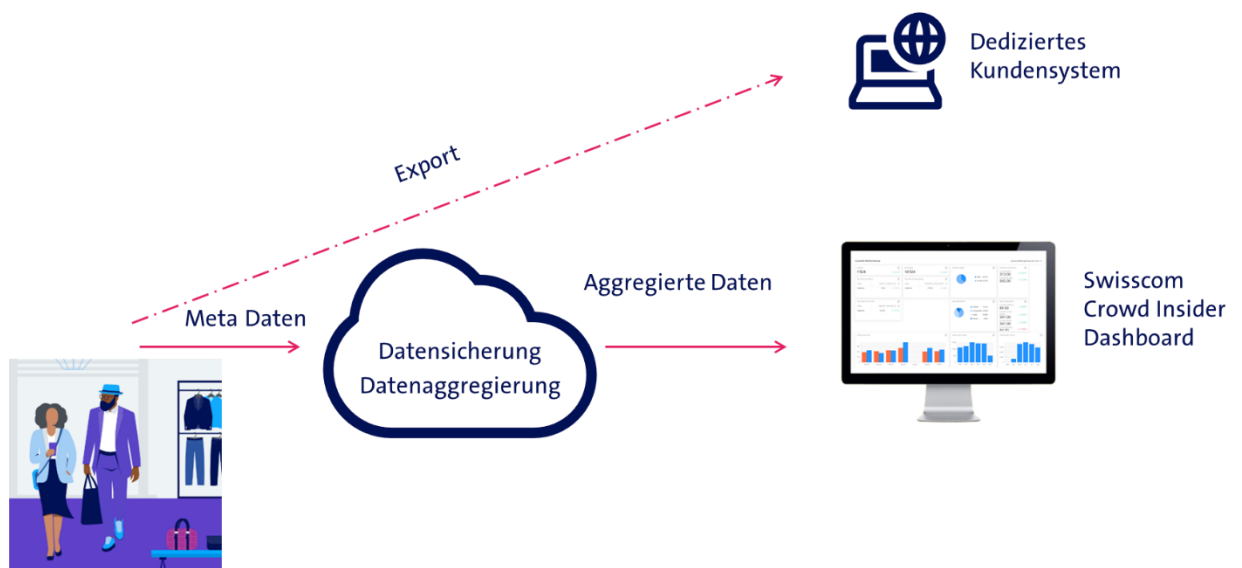 Dediziertes
Kundensystem
Export
Meta Daten
Datensicherung
Datenaggregierung
Aggregierte Daten
Swisscom
Crowd Insider
Dashboard